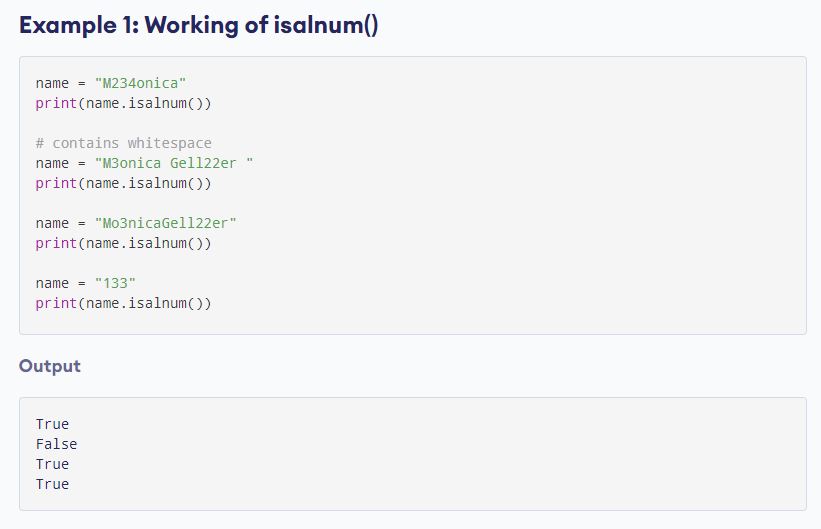 Example 1: Working of isalnum()
name = "M234onica"
print(name.isalnum())
# contains whitespace
name = "M3onica Gell22er "
print(name.isalnum())
name = "Mo3nicaGell22er"
print(name.isalnum())
name = "133"
print(name.isalnum())
Output
True
False
True
True